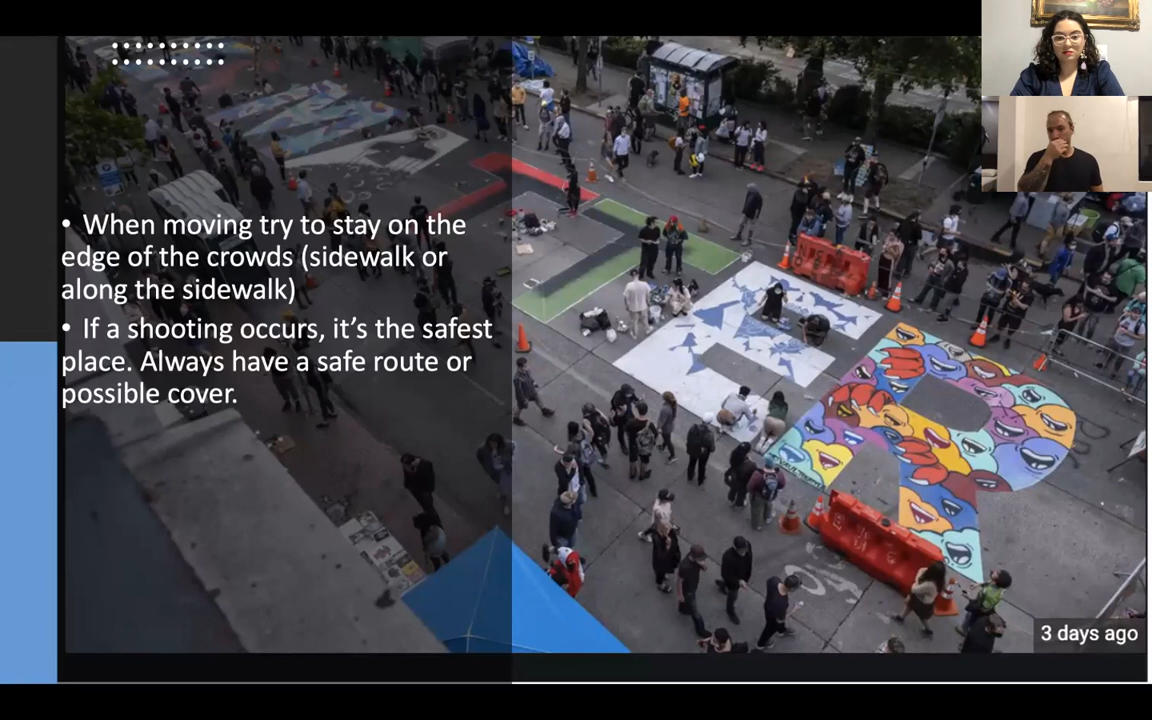 • When moving try to stay on the
edge of the crowds (sidewalk or
along the sidewalk)
• If a shooting occurs, it's the safest
place. Always have a safe route or
possible cover.
3 days ago